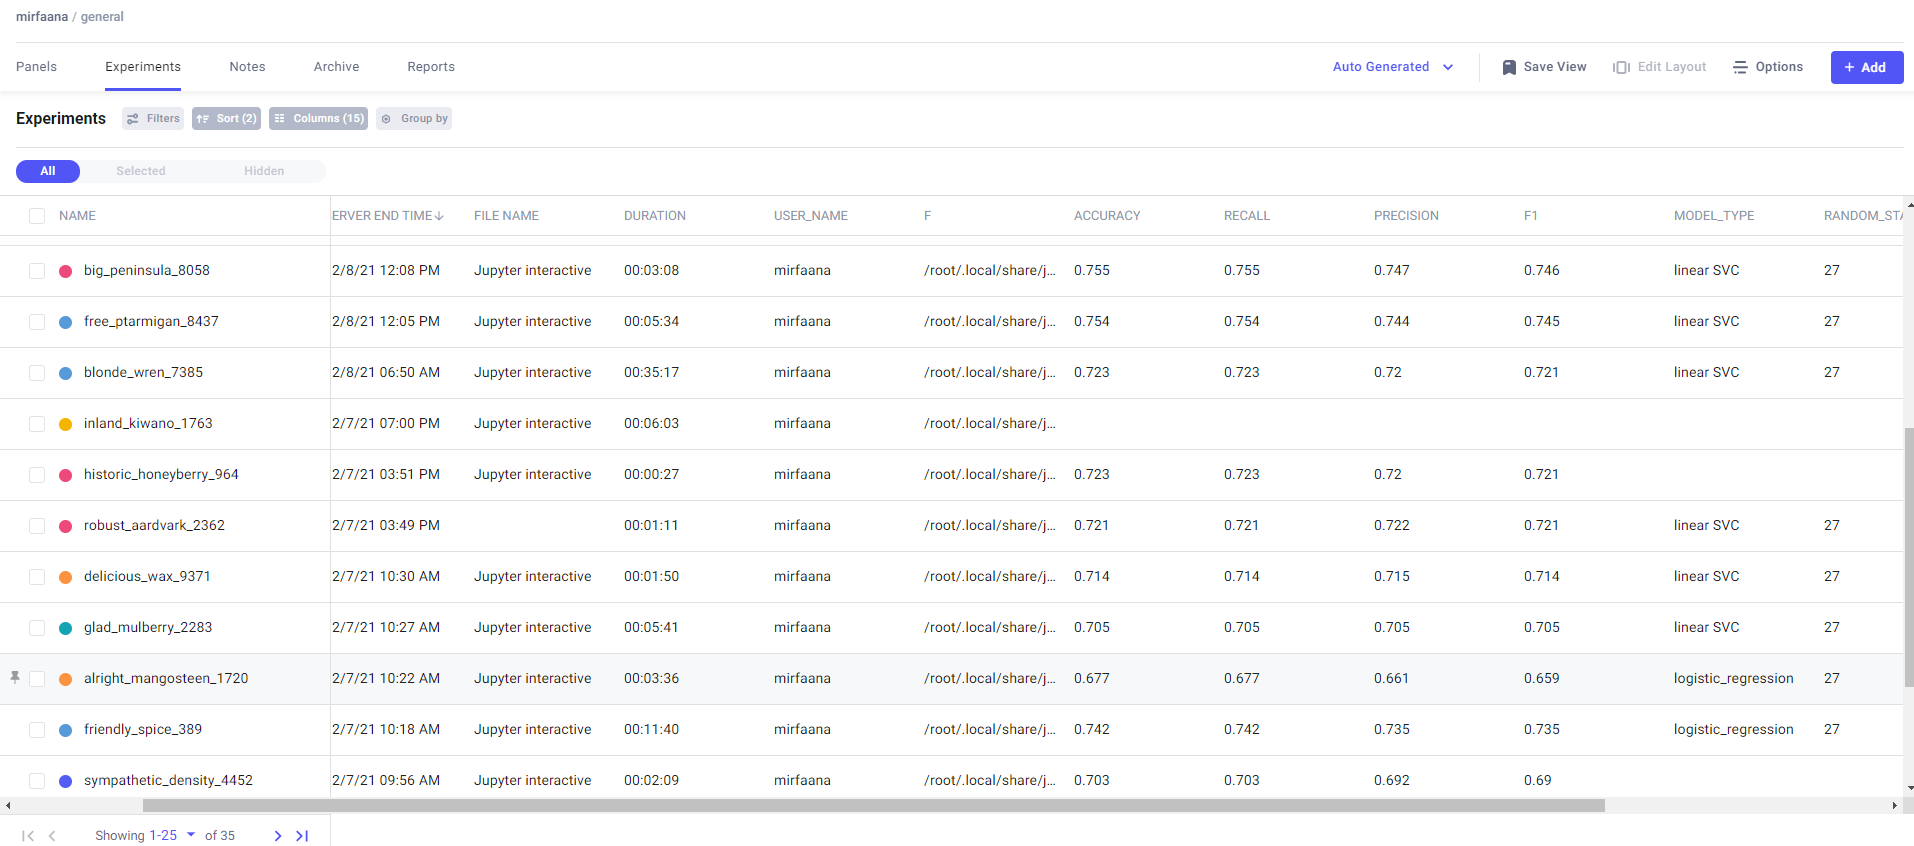 mirfaana / general
Panels Experiments Notes Archive Reports Auto Generated Save View Edit Layout Options + Add
Experiments Filters Sort (2) Columns (15) Group by
All Selected Hidden
NAME ERVER END TIME FILE NAME DURATION USER_NAME F ACCURACY RECALL PRECISION F1 MODEL_TYPE RANDOM_STA
big_peninsula_8058 2/8/21 12:08 PM Jupyter interactive 00:03:08 mirfaana /root/.local/share/j... 0.755 0.755 0.747 0.746 linear SVC 27
free_ptarmigan_8437 2/8/21 12:05 PM Jupyter interactive 00:05:34 mirfaana /root/.local/share/j... 0.754 0.754 0.744 0.745 linear SVC 27
blonde_wren_7385 2/8/21 06:50 AM Jupyter interactive 00:35:17 mirfaana /root/.local/share/j... 0.723 0.723 0.72 0.721 linear SVC 27
inland_kiwano_1763 2/7/21 07:00 PM Jupyter interactive 00:06:03 mirfaana /root/.local/share/j...
historic_honeyberry_964 2/7/21 03:51 PM Jupyter interactive 00:00:27 mirfaana /root/.local/share/j... 0.723 0.723 0.72 0.721
robust_aardvark_2362 2/7/21 03:49 PM 00:01:11 mirfaana /root/.local/share/j... 0.721 0.721 0.722 0.721 linear SVC 27
delicious_wax_9371 2/7/21 10:30 AM Jupyter interactive 00:01:50 mirfaana /root/.local/share/j... 0.714 0.714 0.715 0.714 linear SVC 27
glad_mulberry_2283 2/7/21 10:27 AM Jupyter interactive 00:05:41 mirfaana /root/.local/share/j... 0.705 0.705 0.705 0.705 linear SVC 27
alright_mangosteen_1720 2/7/21 10:22 AM Jupyter interactive 00:03:36 mirfaana /root/.local/share/j... 0.677 0.677 0.661 0.659 logistic_regression 27
friendly_spice_389 2/7/21 10:18 AM Jupyter interactive 00:11:40 mirfaana /root/.local/share/j... 0.742 0.742 0.735 0.735 logistic_regression 27
sympathetic_density_4452 2/7/21 09:56 AM Jupyter interactive 00:02:09 mirfaana /root/.local/share/j... 0.703 0.703 0.692 0.69
Showing 1-25 of 35